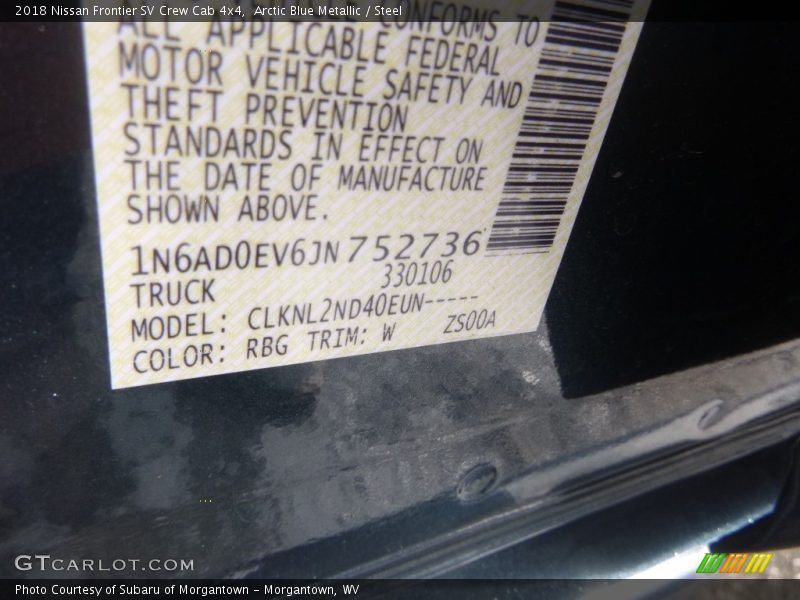 2018 Nissan Frontier SV Crew Cab 4x4, Arctic Blue Metallic / Steel
CONFORMS TO
ALL APPLICABLE FEDERAL
MOTOR VEHICLE SAFETY AND
THEFT PREVENTION
STANDARDS IN EFFECT ON
THE DATE OF MANUFACTURE
SHOWN ABOVE.
1N6AD0EV6JN752736
330106
TRUCK
MODEL: CLKNL2ND40EUN-----
COLOR: RBG TRIM: W ZS00A
GTCARLOT.COM
Photo Courtesy of Subaru of Morgantown - Morgantown, WV